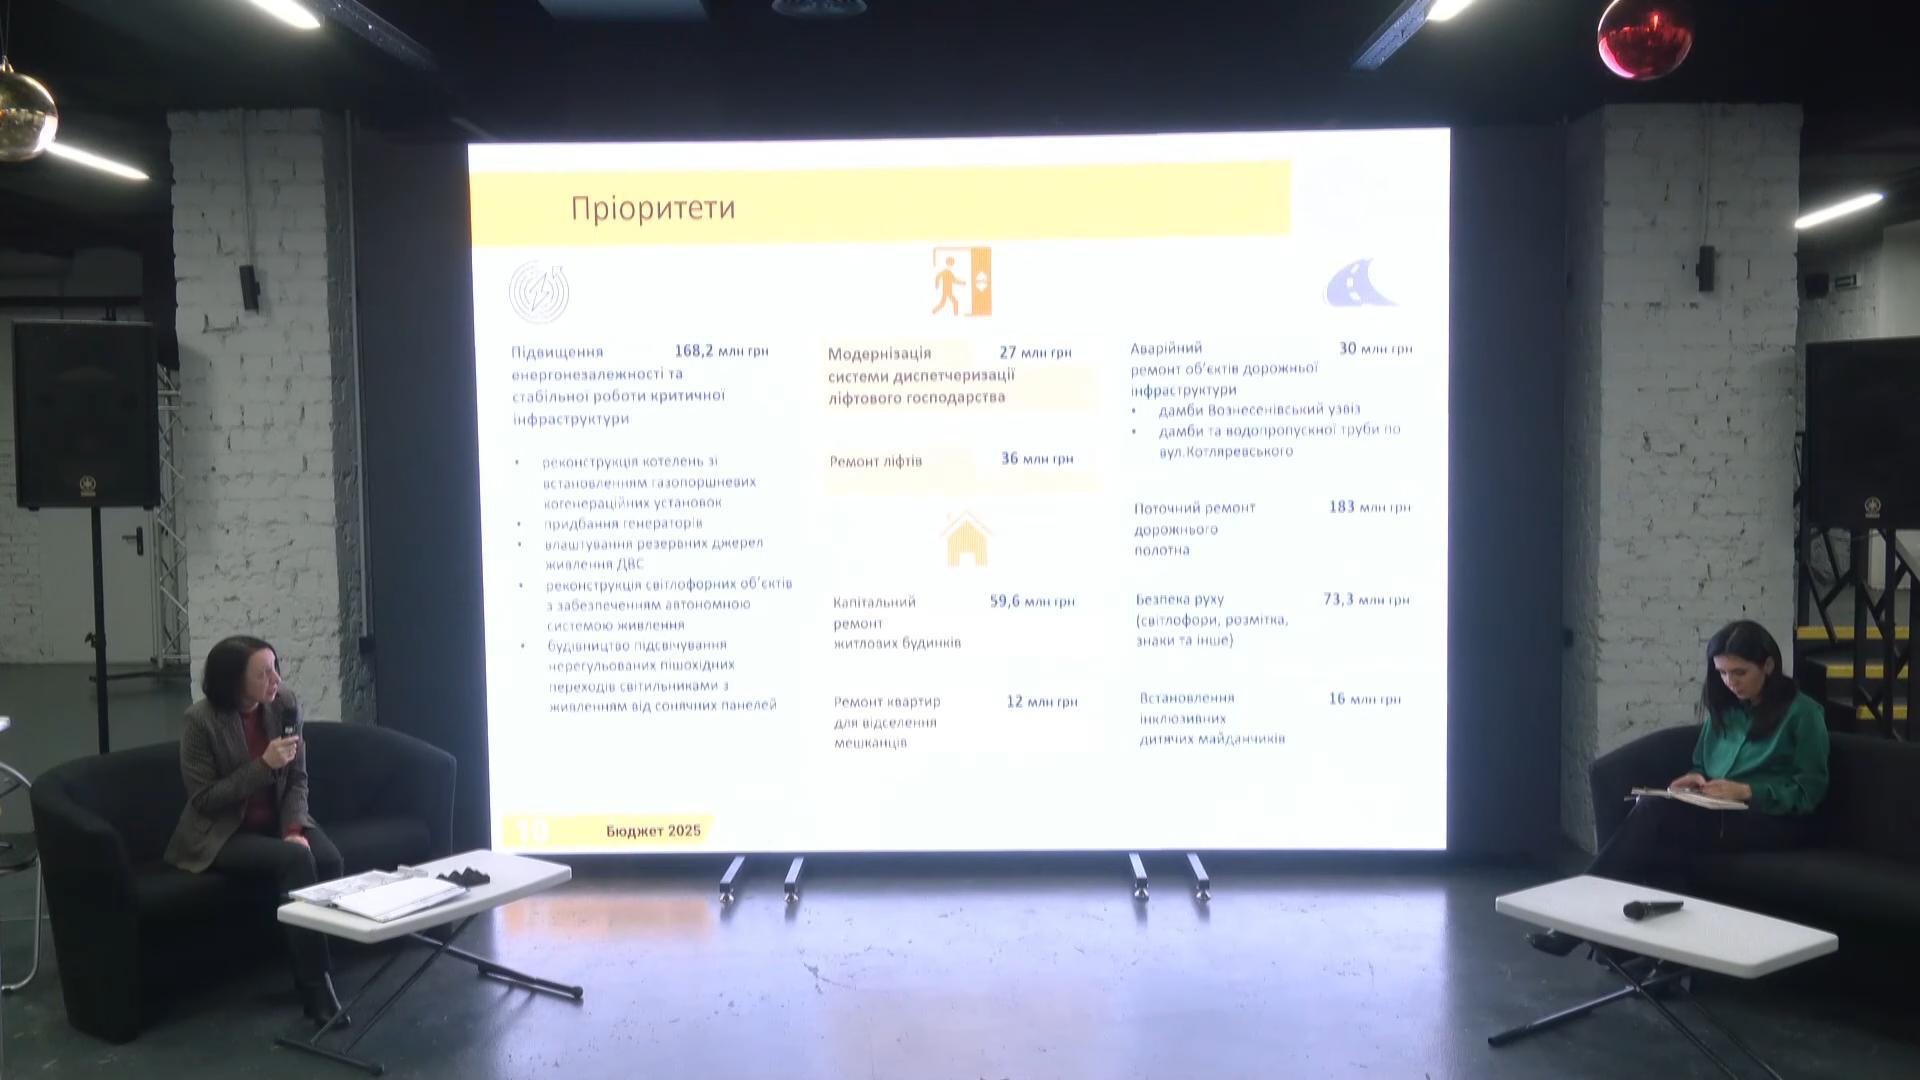 Пріоритети
Підвищення 168,2 млн грн
енергонезалежності та
стабільної роботи критичної
інфраструктури
• реконструкція котелень зі
встановленням газопоршневих
когенераційних установок
• придбання генераторів
• влаштування резервних джерел
живлення ДВС
• реконструкція світлофорних об'єктів
з забезпеченням автономною
системою живлення
• будівництво підсвічування
нерегульованих пішохідних
переходів світильниками з
живленням від сонячних панелей
Модернізація 27 млн грн
системи диспетчеризації
ліфтового господарства
Ремонт ліфтів 36 млн грн
Капітальний 59,6 млн грн
ремонт
житлових будинків
Ремонт квартир 12 млн грн
для відселення
мешканців
Аварійний 30 млн грн
ремонт об'єктів дорожньої
інфраструктури
• дамби Вознесенівський узвіз
• дамби та водопропускної труби по
вул.Котляревського
Поточний ремонт 183 млн грн
дорожнього
полотна
Безпека руху 73,3 млн грн
(світлофори, розмітка,
знаки та інше)
Встановлення 16 млн грн
інклюзивних
дитячих майданчиків
10 Бюджет 2025